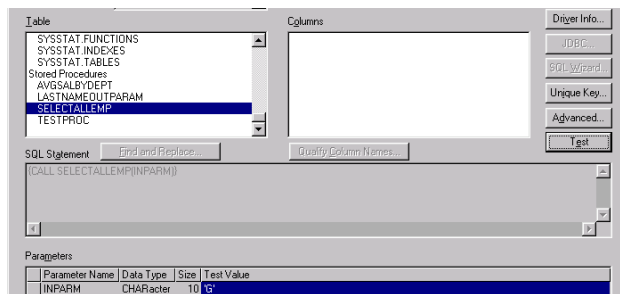 Table
Columns
Driver Info...
SYSSTAT.FUNCTIONS
SYSSTAT.INDEXES
SYSSTAT.TABLES
Stored Procedures
AVGSALBYDEPT
LASTNAMEOUTPARAM
SELECTALLEMP
TESTPROC
JDBC...
SQL Wizard...
Unique Key...
Advanced...
Test
SQL Statement Find and Replace... Qualify Column Names...
{CALL SELECTALLEMP(INPARM)}
Parameters
Parameter Name Data Type Size Test Value
INPARM CHARacter 10 'G'